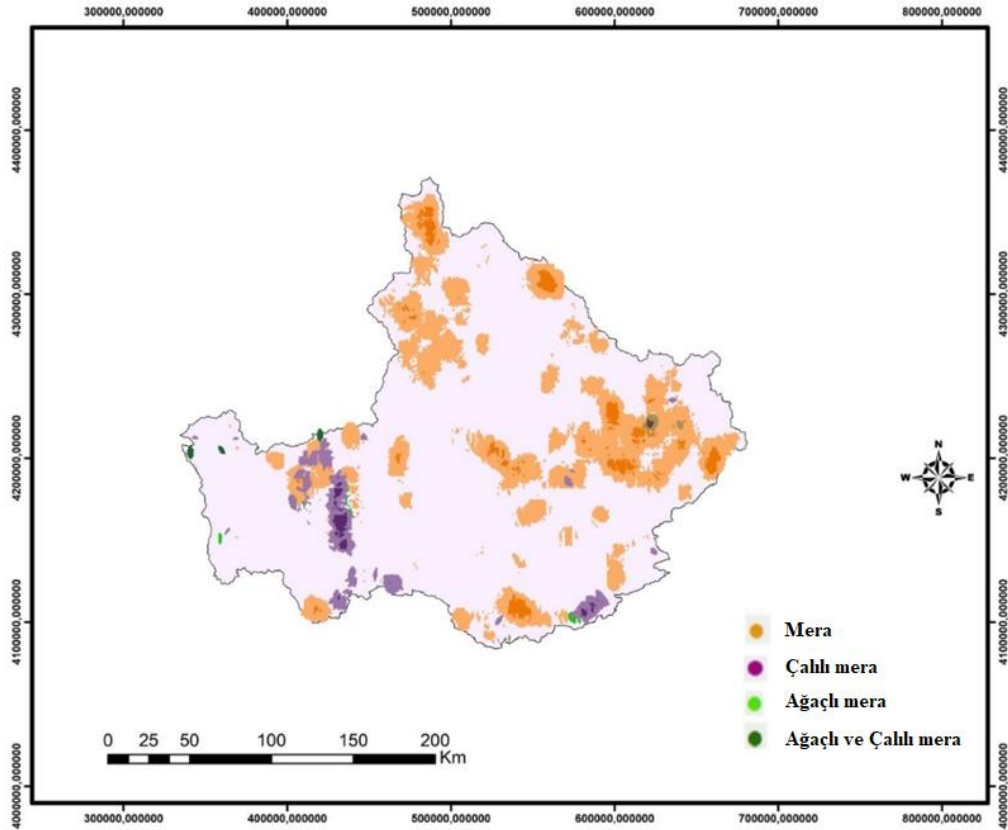 300000,000000 400000,000000 500000,000000 600000,000000 700000,000000 800000,000000
4400000,000000 4400000,000000
4300000,000000 4300000,000000
4200000,000000 4200000,000000
4100000,000000 4100000,000000
4000000,000000 4000000,000000
N
W E
S
Mera
Çalılı mera
Ağaçlı mera
Ağaçlı ve Çalılı mera
0 25 50 100 150 200
Km
300000,000000 400000,000000 500000,000000 600000,000000 700000,000000 800000,000000